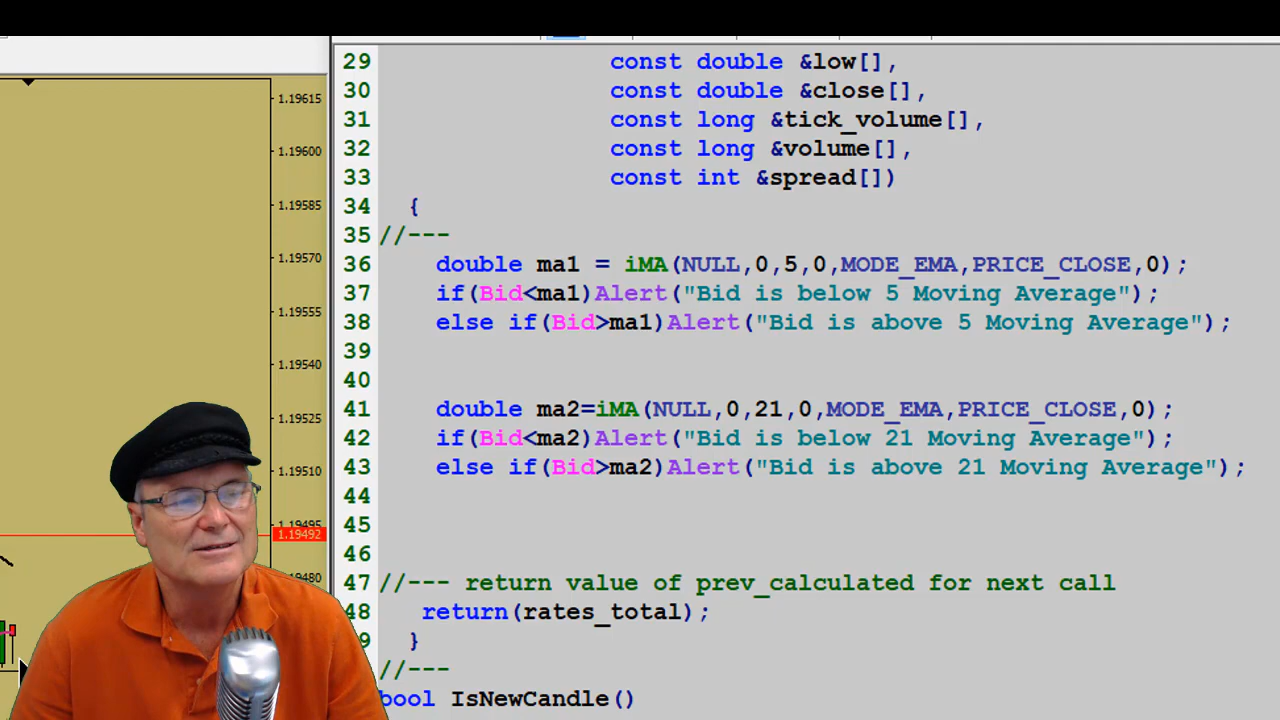 1.19615
1.19600
1.19585
1.19570
1.19555
1.19540
1.19525
1.19510
1.19495
1.19492
1.19480
29 const double &low[],
30 const double &close[],
31 const long &tick_volume[],
32 const long &volume[],
33 const int &spread[])
34 {
35 //---
36 double ma1 = iMA(NULL,0,5,0,MODE_EMA,PRICE_CLOSE,0);
37 if(Bid<ma1)Alert("Bid is below 5 Moving Average");
38 else if(Bid>ma1)Alert("Bid is above 5 Moving Average");
39
40
41 double ma2=iMA(NULL,0,21,0,MODE_EMA,PRICE_CLOSE,0);
42 if(Bid<ma2)Alert("Bid is below 21 Moving Average");
43 else if(Bid>ma2)Alert("Bid is above 21 Moving Average");
44
45
46
47 //--- return value of prev_calculated for next call
48 return(rates_total);
9 }
//---
bool IsNewCandle()